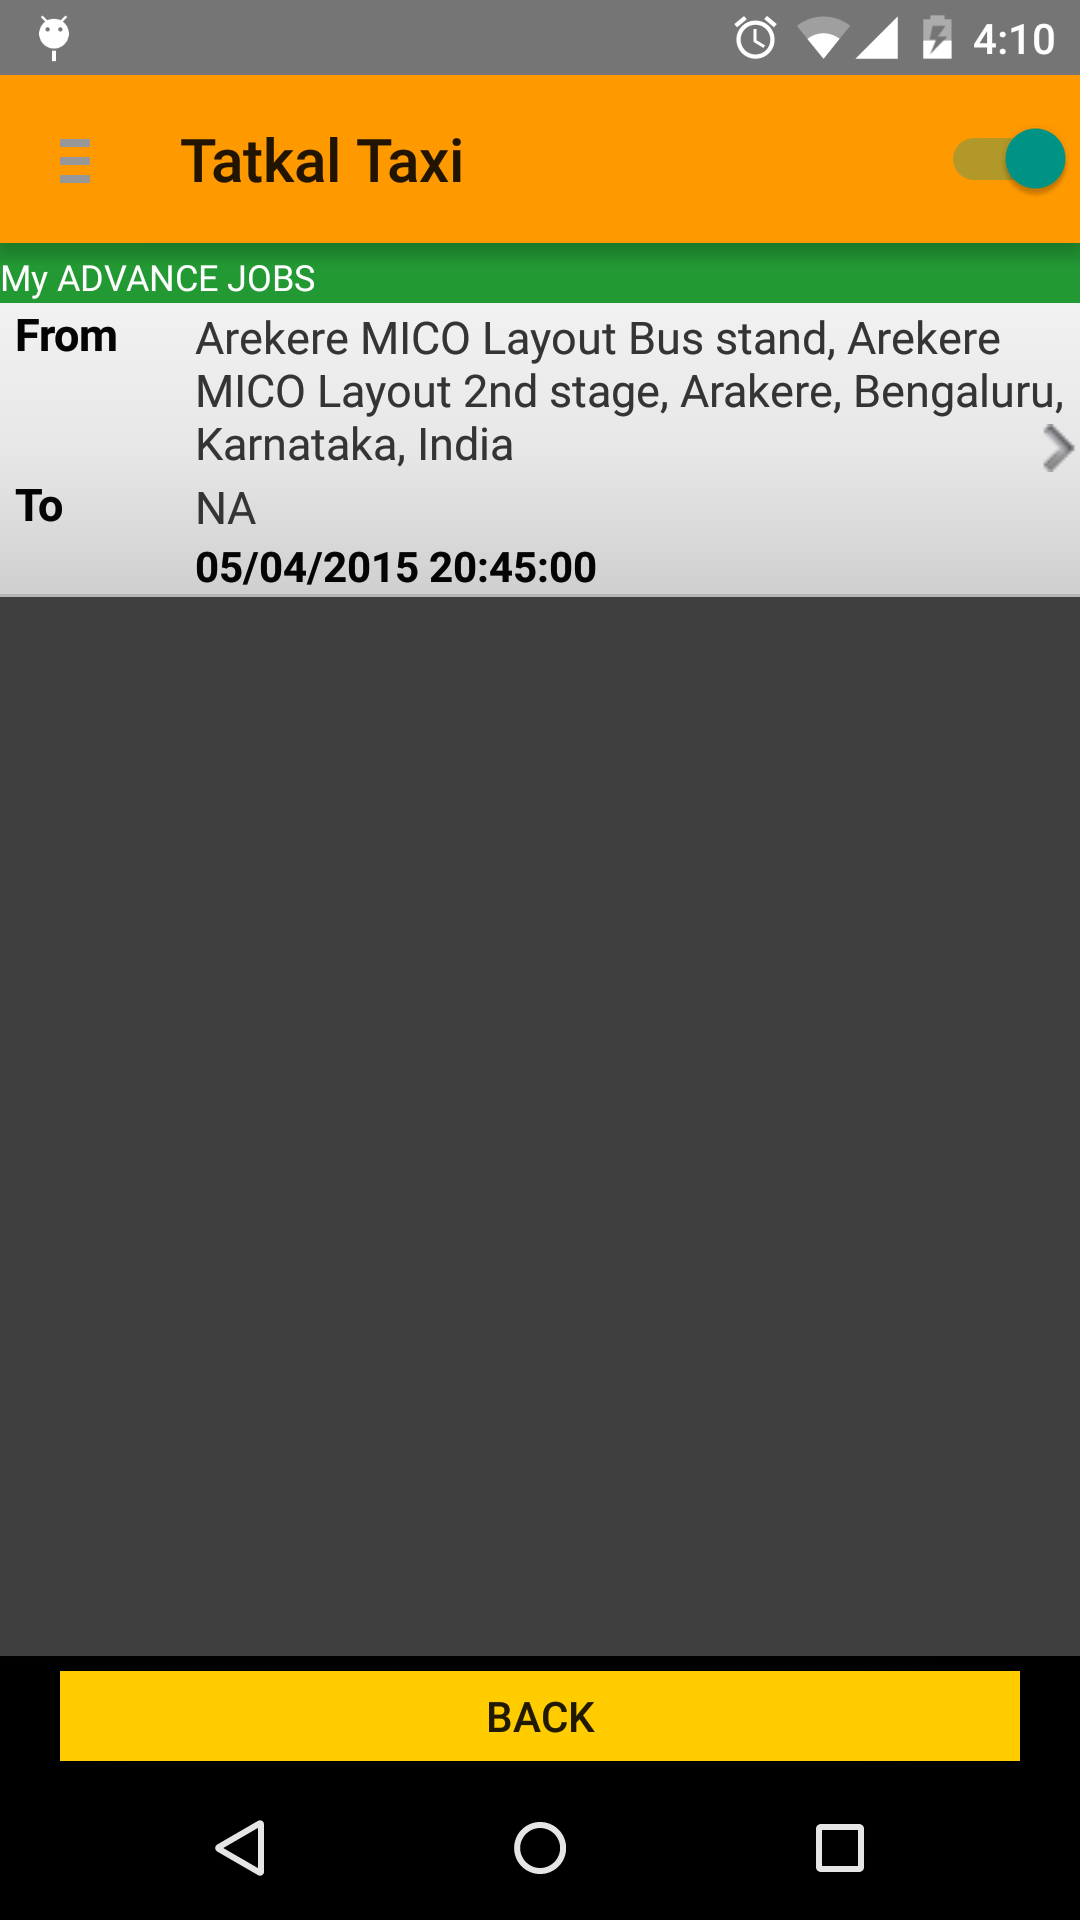 4:10
Tatkal Taxi
My ADVANCE JOBS
From
Arekere MICO Layout Bus stand, Arekere
MICO Layout 2nd stage, Arakere, Bengaluru,
Karnataka, India
To
NA
05/04/2015 20:45:00
BACK